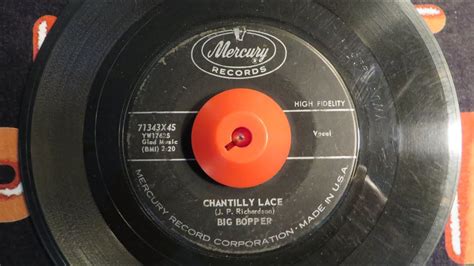 Mercury
RECORDS
HIGH FIDELITY
71343X45
YW17625
Glad Music
(BMI) 2:20
Vocal
CHANTILLY LACE
(J. P. Richardson)
BIG BOPPER
MERCURY RECORD CORPORATION - MADE IN U.S.A.